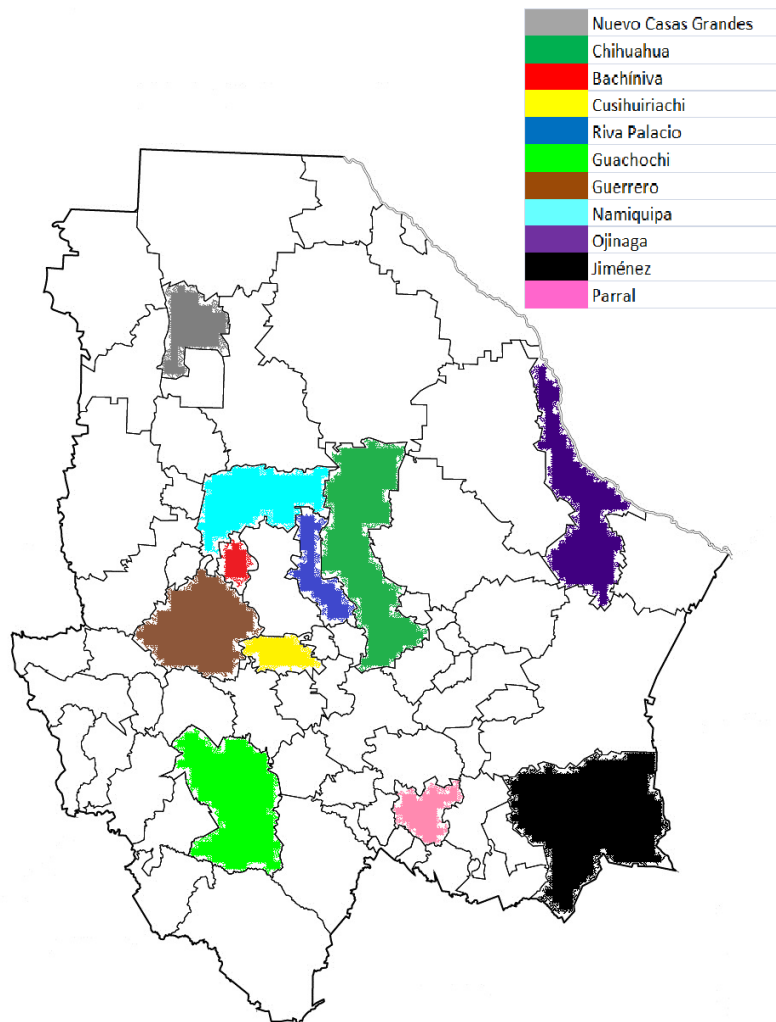 Nuevo Casas Grandes
Chihuahua
Bachíniva
Cusihuiriachi
Riva Palacio
Guachochi
Guerrero
Namiquipa
Ojinaga
Jiménez
Parral